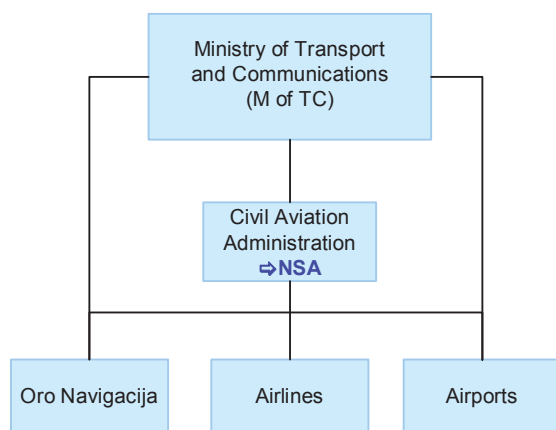 Ministry of Transport
and Communications
(M of TC)
Civil Aviation
Administration
⇨NSA
Oro Navigacija
Airlines
Airports